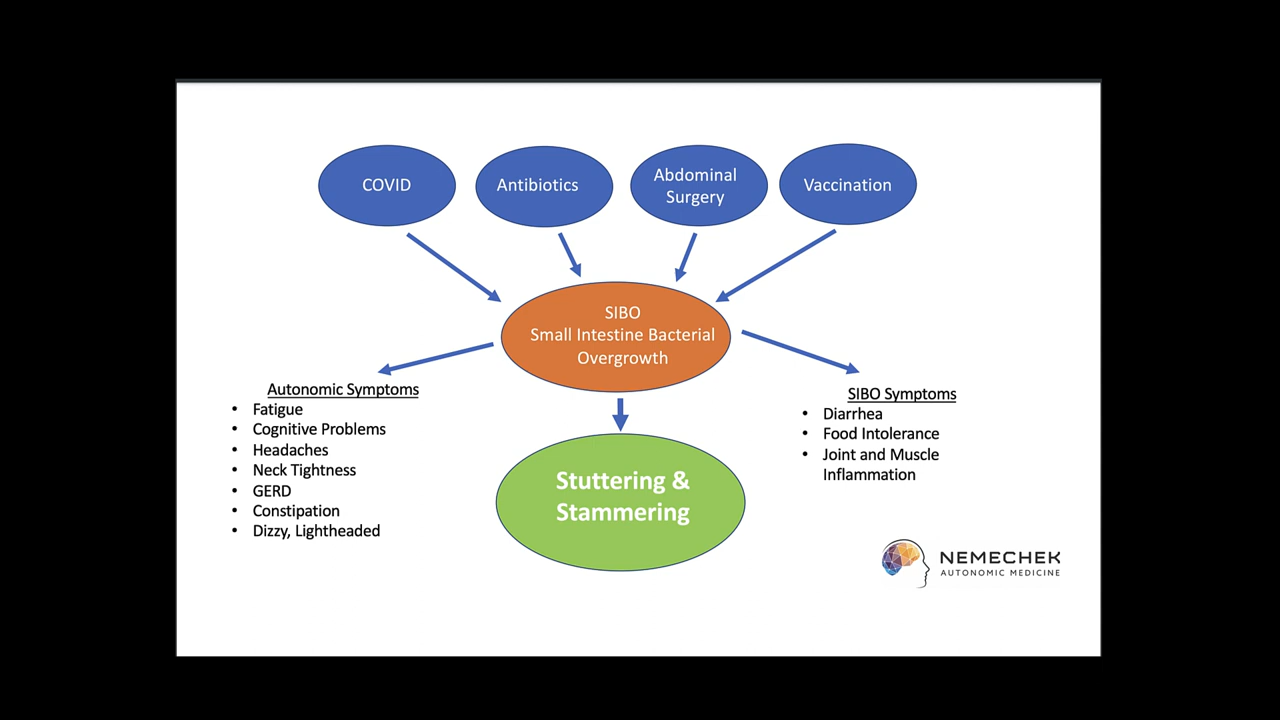 COVID
Antibiotics
Abdominal
Surgery
Vaccination
SIBO
Small Intestine Bacterial
Overgrowth
Autonomic Symptoms
• Fatigue
• Cognitive Problems
• Headaches
• Neck Tightness
• GERD
• Constipation
• Dizzy, Lightheaded
Stuttering &
Stammering
SIBO Symptoms
• Diarrhea
• Food Intolerance
• Joint and Muscle
Inflammation
NEMECHEK
AUTONOMIC MEDICINE